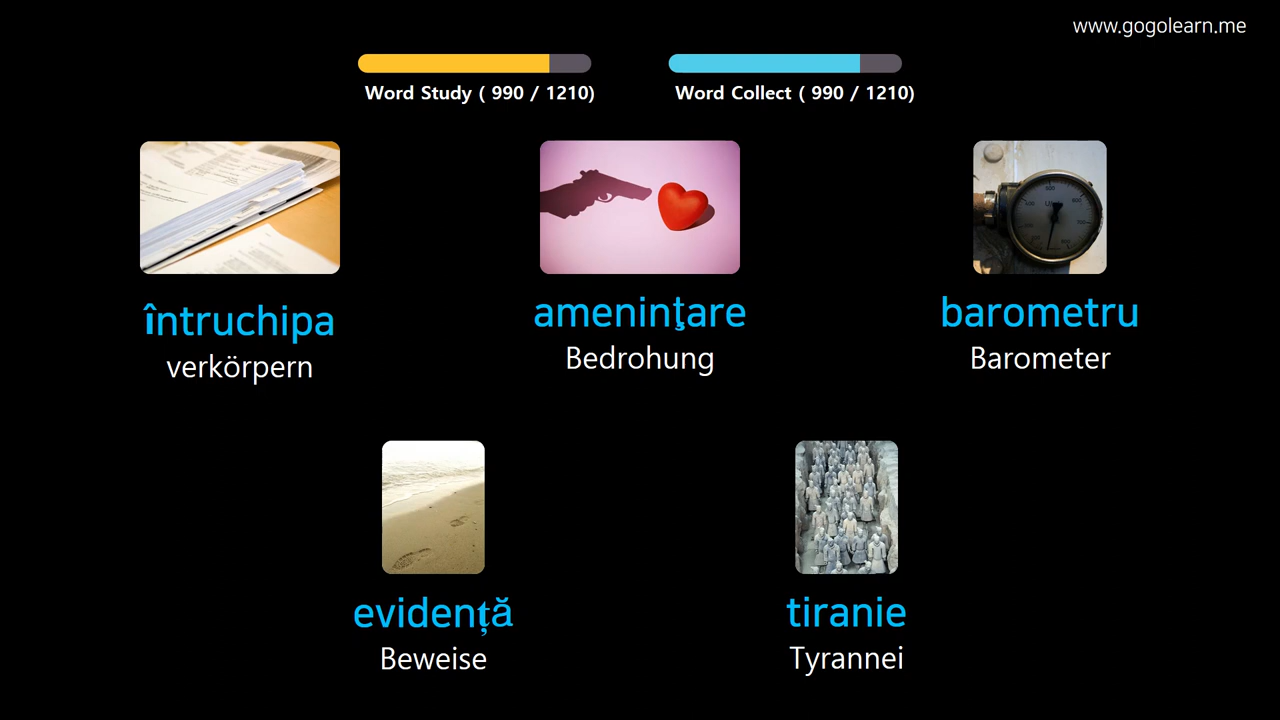 www.gogolearn.me
Word Study ( 990 / 1210)
Word Collect ( 990 / 1210)
întruchipa
verkörpern
ameninţare
Bedrohung
barometru
Barometer
evidență
Beweise
tiranie
Tyrannei